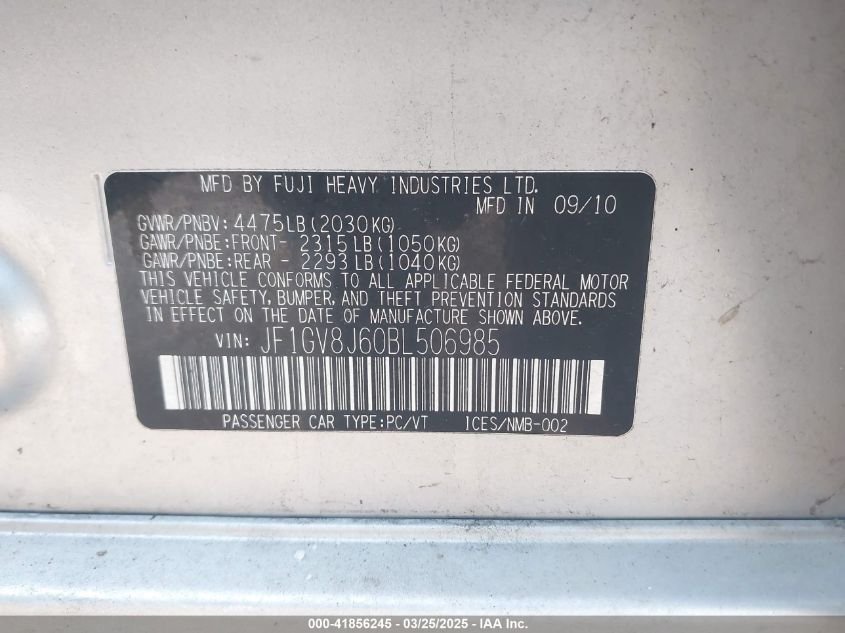 MFD BY FUJI HEAVY INDUSTRIES LTD.
MFD IN 09/10
GVWR/PNBV: 4475LB(2030KG)
GAWR/PNBE:FRONT- 2315LB(1050KG)
GAWR/PNBE:REAR - 2293LB(1040KG)
THIS VEHICLE CONFORMS TO ALL APPLICABLE FEDERAL MOTOR
VEHICLE SAFETY, BUMPER, AND THEFT PREVENTION STANDARDS
IN EFFECT ON THE DATE OF MANUFACTURE SHOWN ABOVE.
VIN: JF1GV8J60BL506985
PASSENGER CAR TYPE:PC/VT ICES/NMB-002
000-41856245 - 03/25/2025 - IAA Inc.